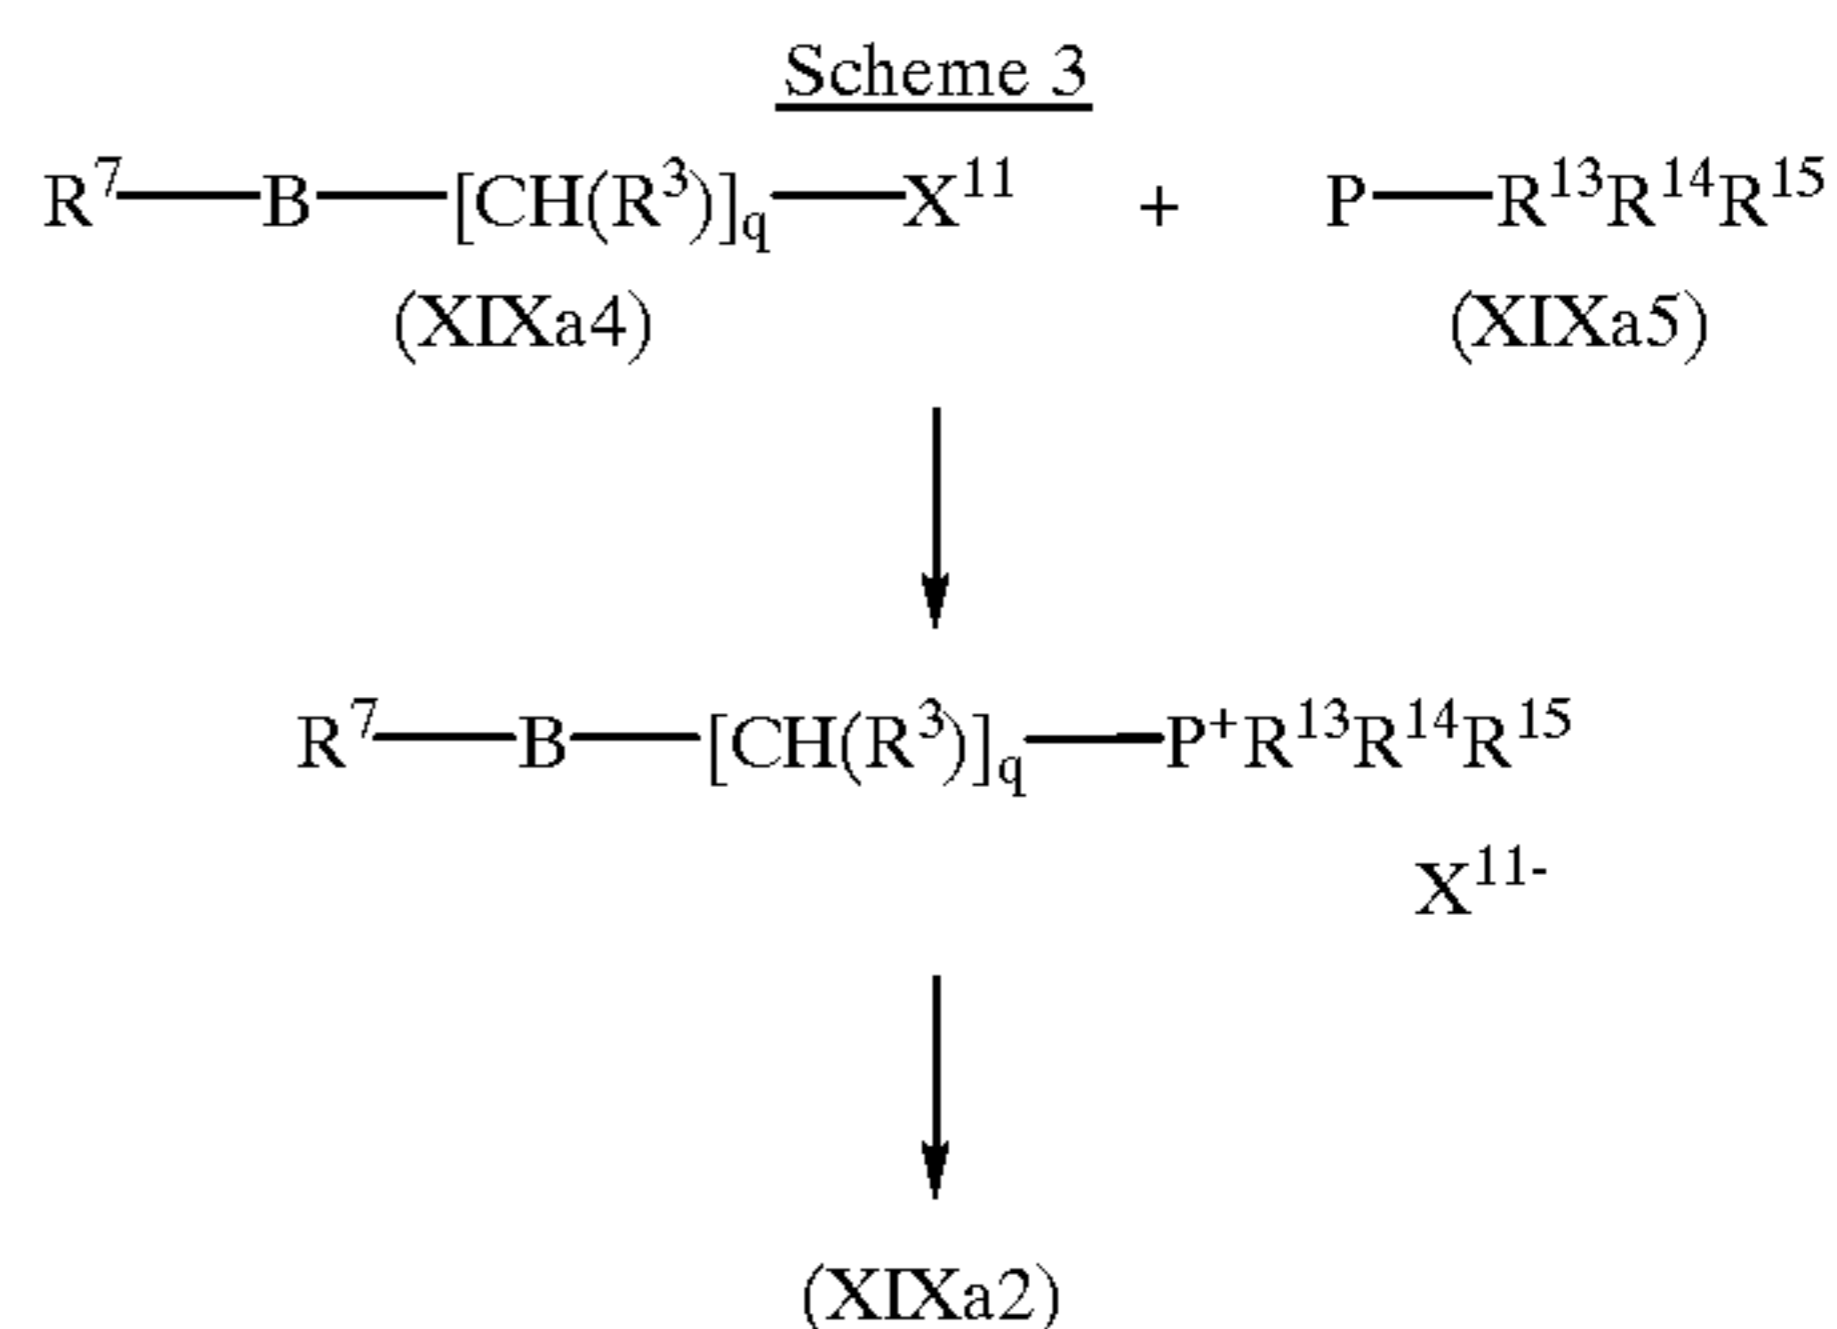 Scheme 3
R⁷—B—[CH(R³)]q—X¹¹ + P—R¹³R¹⁴R¹⁵
(XIXa4) (XIXa5)
R⁷—B—[CH(R³)]q—P⁺R¹³R¹⁴R¹⁵
X¹¹⁻
(XIXa2)